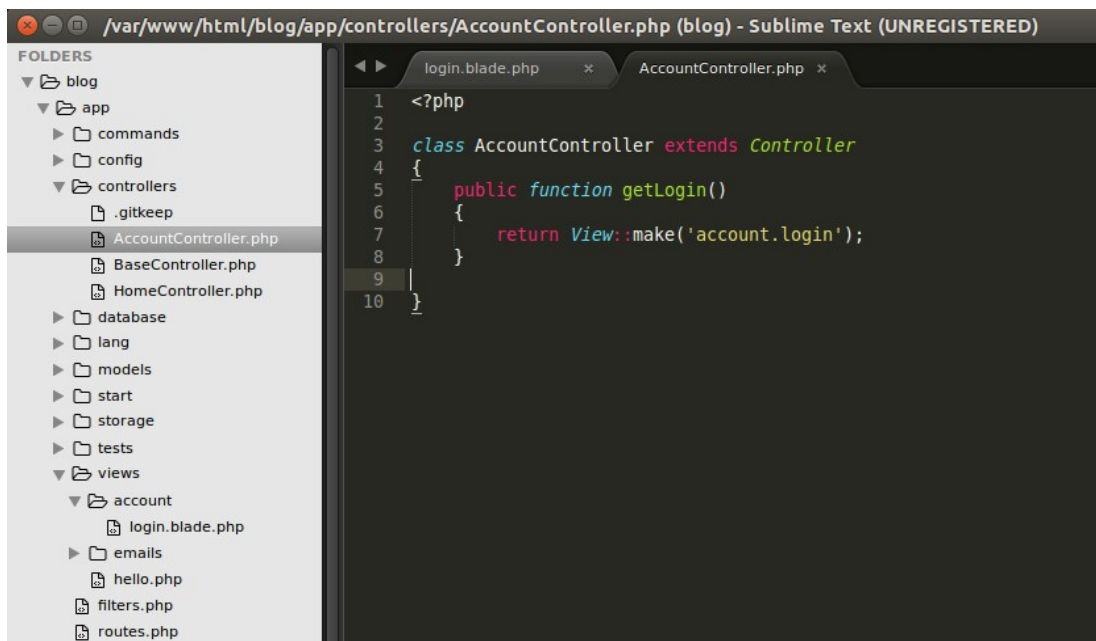 /var/www/html/blog/app/controllers/AccountController.php (blog) - Sublime Text (UNREGISTERED)
FOLDERS
blog
app
commands
config
controllers
.gitkeep
AccountController.php
BaseController.php
HomeController.php
database
lang
models
start
storage
tests
views
account
login.blade.php
emails
hello.php
filters.php
routes.php
login.blade.php × AccountController.php ×
1 <?php
2
3 class AccountController extends Controller
4 {
5     public function getLogin()
6     {
7         return View::make('account.login');
8     }
9
10 }